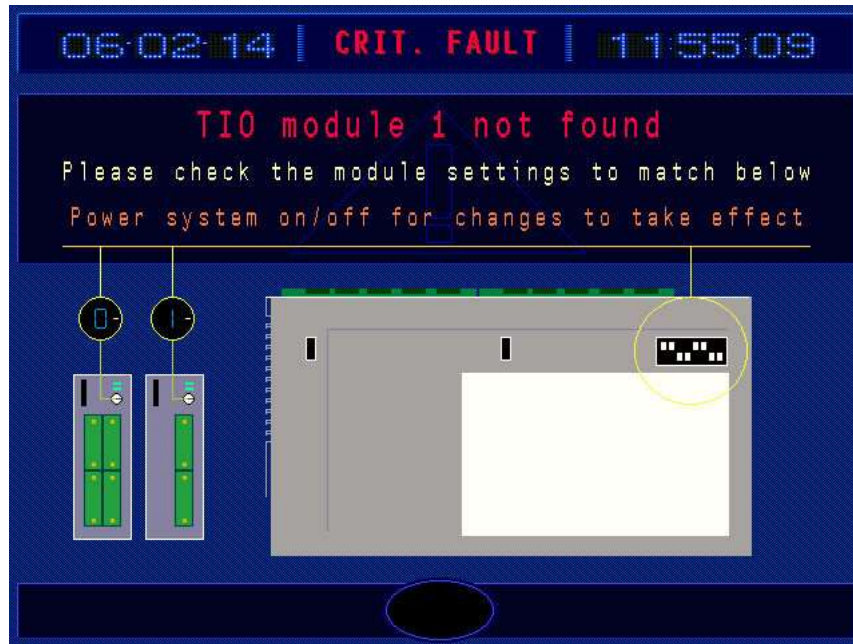 06-02-14 CRIT. FAULT 11:55:09
TIO module 1 not found
Please check the module settings to match below
Power system on/off for changes to take effect
0- 1-